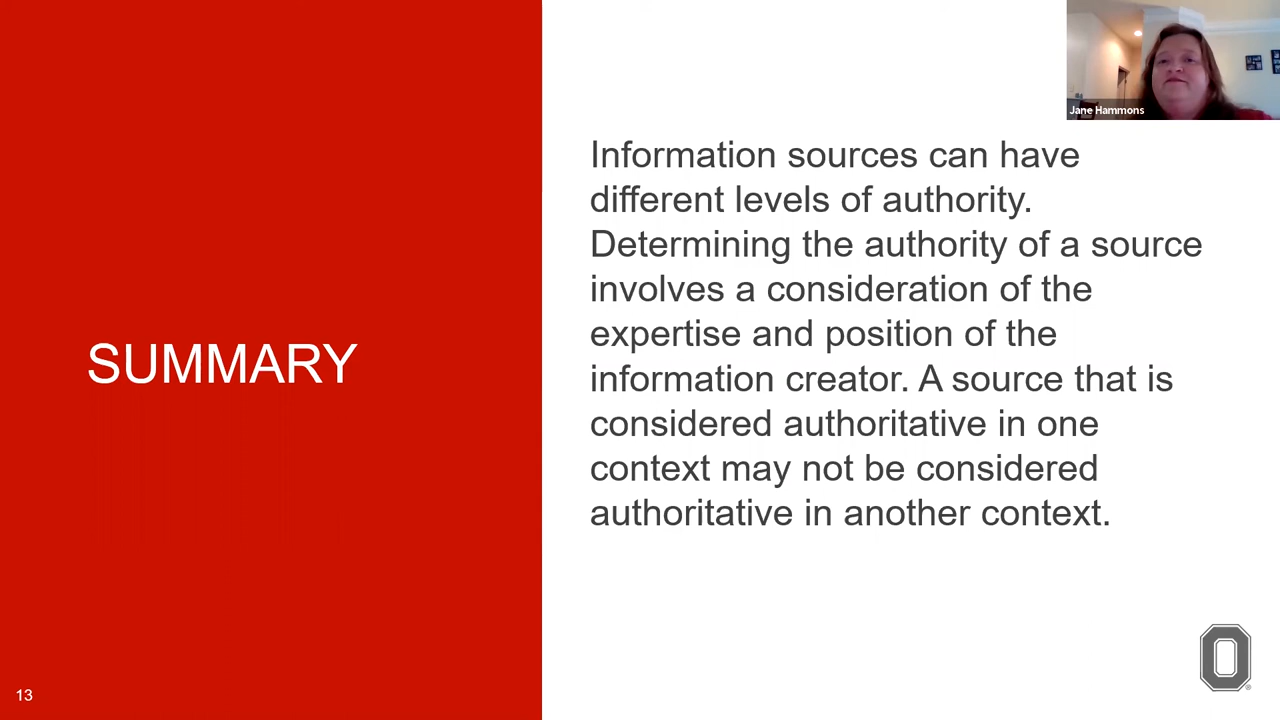 Jane Hammons
SUMMARY
Information sources can have
different levels of authority.
Determining the authority of a source
involves a consideration of the
expertise and position of the
information creator. A source that is
considered authoritative in one
context may not be considered
authoritative in another context.
O
®
13